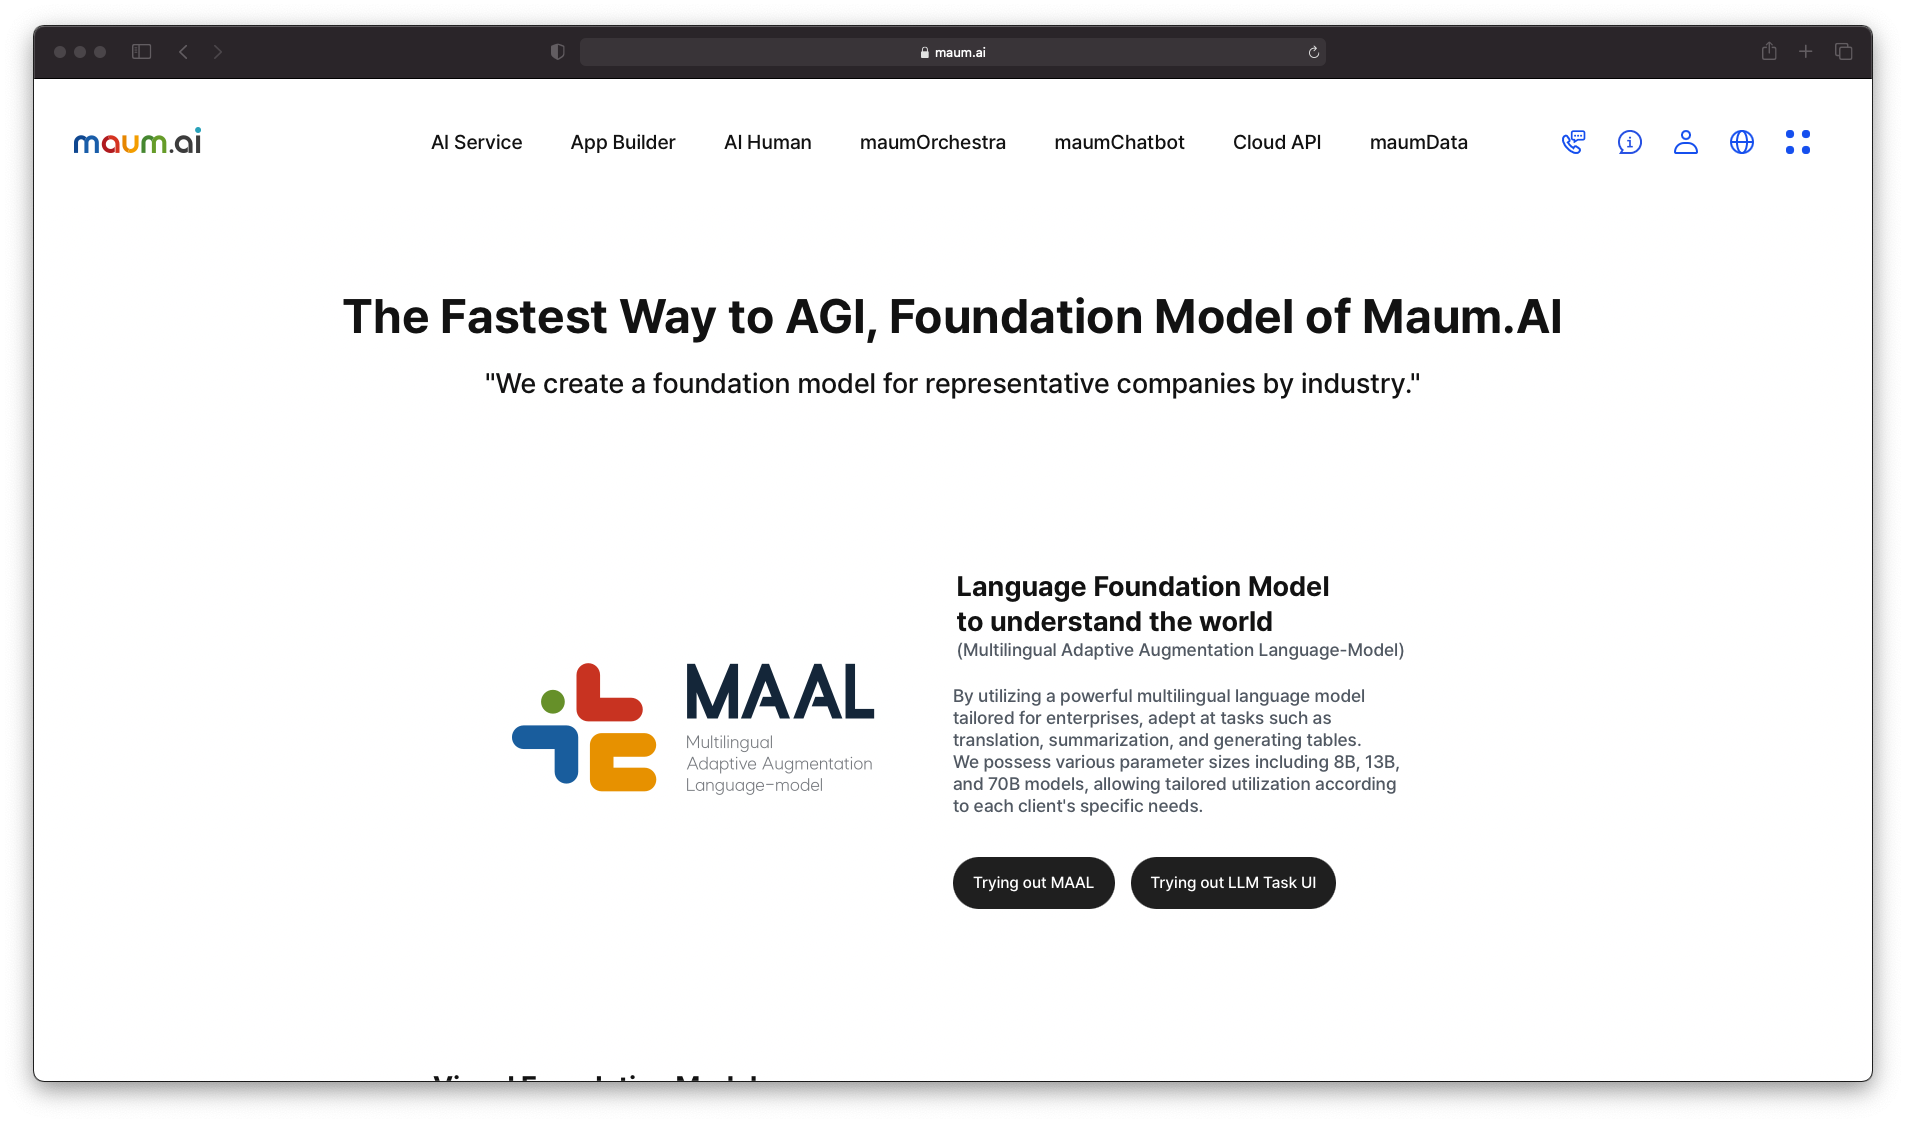 maum.ai
maum.ai
AI Service
App Builder
AI Human
maumOrchestra
maumChatbot
Cloud API
maumData
The Fastest Way to AGI, Foundation Model of Maum.AI
"We create a foundation model for representative companies by industry."
MAAL
Multilingual
Adaptive Augmentation
Language-model
Language Foundation Model
to understand the world
(Multilingual Adaptive Augmentation Language-Model)
By utilizing a powerful multilingual language model
tailored for enterprises, adept at tasks such as
translation, summarization, and generating tables.
We possess various parameter sizes including 8B, 13B,
and 70B models, allowing tailored utilization according
to each client's specific needs.
Trying out MAAL
Trying out LLM Task UI